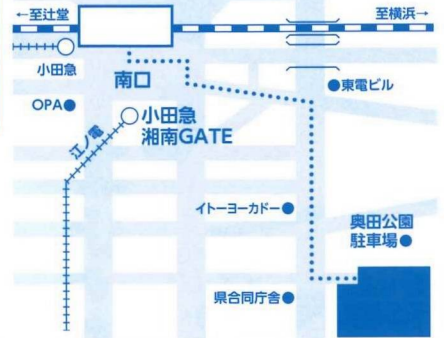 ←至辻堂
至横浜→
小田急
南口
東電ビル
OPA
小田急
湘南GATE
江ノ電
イトーヨーカドー
奥田公園
駐車場
県合同庁舎